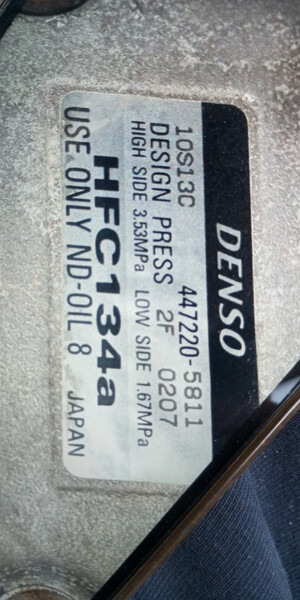 DENSO
10S13C 447220-5811
DESIGN PRESS 2F 0207
HIGH SIDE 3.53MPa LOW SIDE 1.67MPa
HFC134a
USE ONLY ND-OIL 8 JAPAN